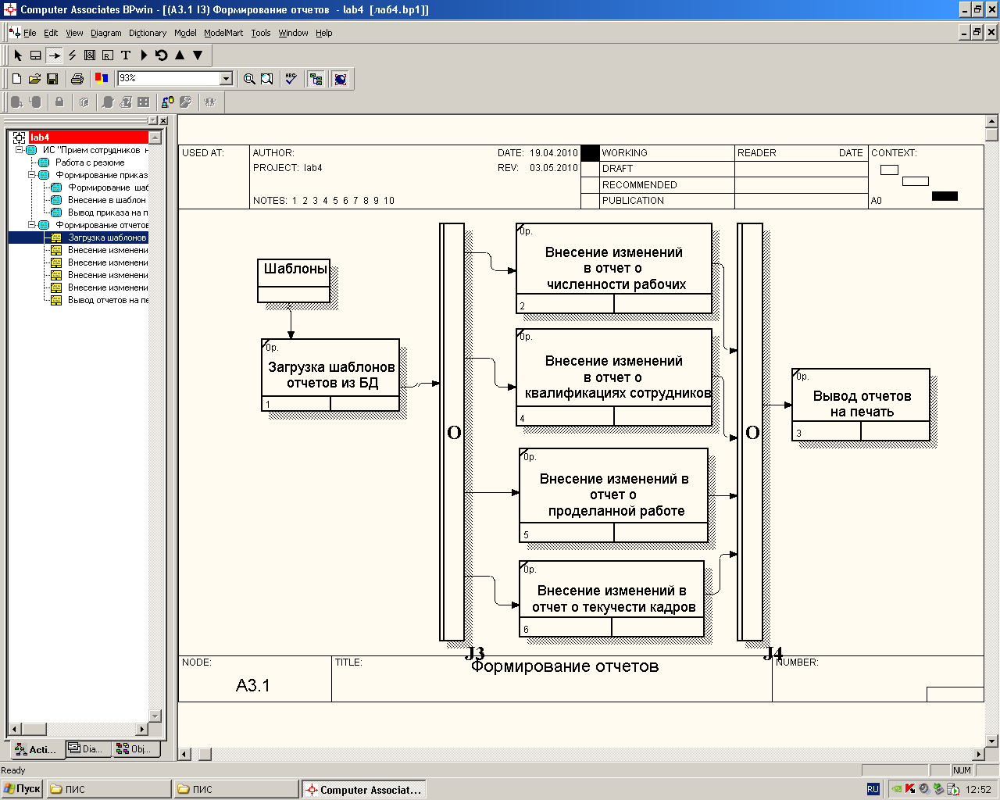 Computer Associates BPwin - [(A3.1 I3) Формирование отчетов - lab4 [лаб4.bp1]]
File Edit View Diagram Dictionary Model ModelMart Tools Window Help
R T
93%
ABC
lab4
ИС "Прием сотрудников
Работа с резюме
Формирование приказ
Формирование шаб
Внесение в шаблон
Вывод приказа на п
Формирование отчетов
Загрузка шаблонов
Внесение изменени
Внесение изменени
Внесение изменени
Внесение изменени
Вывод отчетов на пе
Acti... Dia... Obj...
USED AT: AUTHOR: DATE: 19.04.2010 WORKING READER DATE CONTEXT:
PROJECT: lab4 REV: 03.05.2010 DRAFT
RECOMMENDED
NOTES: 1 2 3 4 5 6 7 8 9 10 PUBLICATION A0
Шаблоны
0р.
Загрузка шаблонов
отчетов из БД
1
O
J3
0р.
Внесение изменений
в отчет о
численности рабочих
2
0р.
Внесение изменений
в отчет о
квалификациях сотрудников
4
0р.
Внесение изменений в
отчет о
проделанной работе
5
0р.
Внесение изменений в
отчет о текучести кадров
6
O
J4
0р.
Вывод отчетов
на печать
3
NODE: TITLE: NUMBER:
A3.1 Формирование отчетов
Ready NUM
Пуск ПИС ПИС Computer Associat... RU 12:52